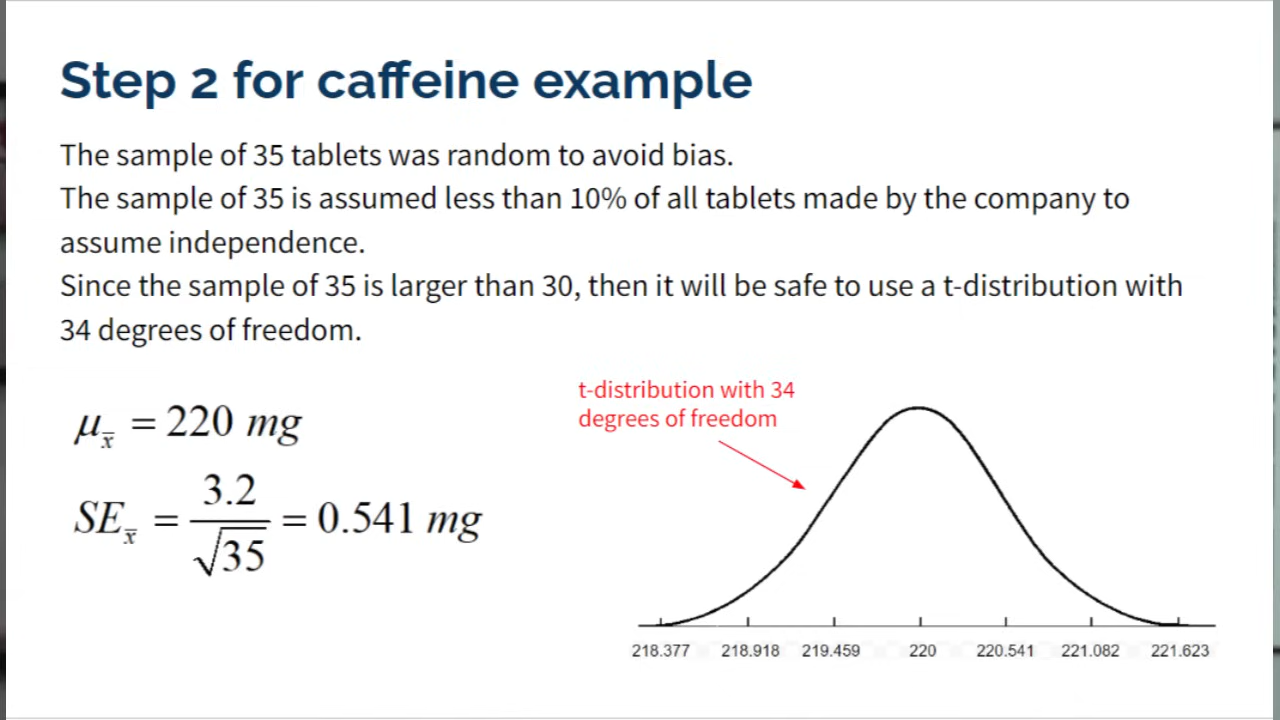 Step 2 for caffeine example
The sample of 35 tablets was random to avoid bias.
The sample of 35 is assumed less than 10% of all tablets made by the company to
assume independence.
Since the sample of 35 is larger than 30, then it will be safe to use a t-distribution with
34 degrees of freedom.
t-distribution with 34
degrees of freedom
μ_x̄ = 220 mg
SE_x̄ = 3.2/√35 = 0.541 mg
218.377 218.918 219.459 220 220.541 221.082 221.623